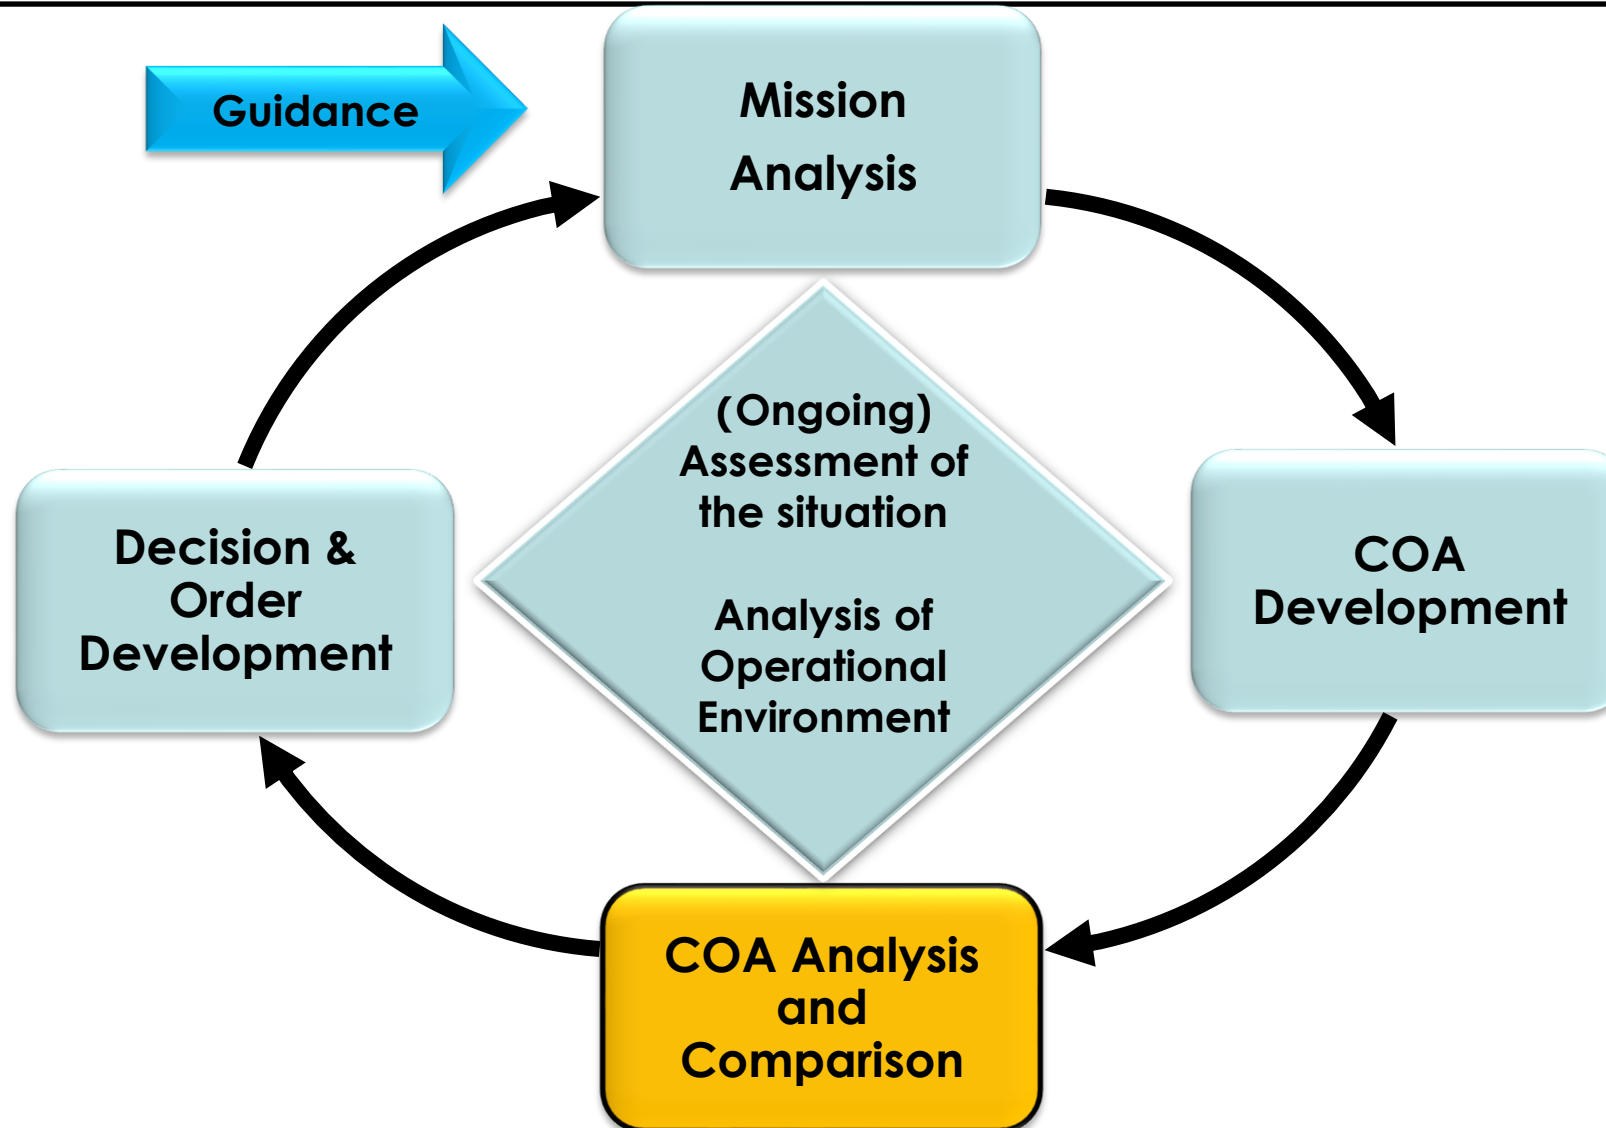 Guidance
Mission
Analysis
(Ongoing)
Assessment of
the situation
Analysis of
Operational
Environment
Decision &
Order
Development
COA
Development
COA Analysis
and
Comparison